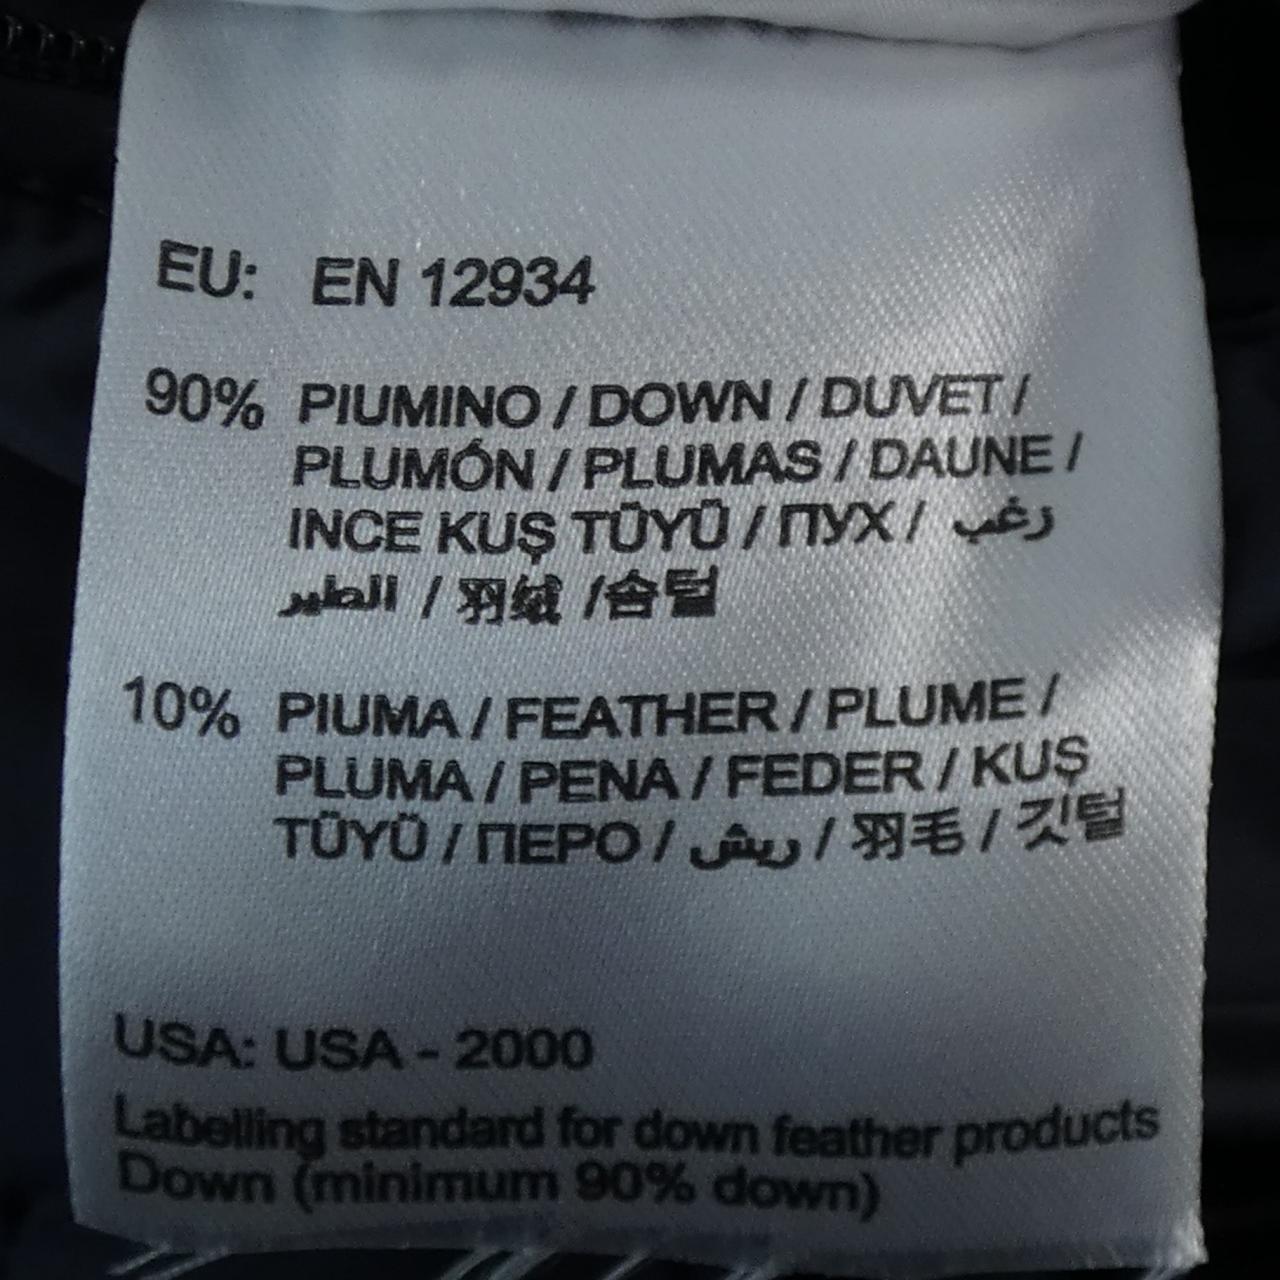 EU: EN 12934
90% PIUMINO / DOWN / DUVET /
PLUMÓN / PLUMAS / DAUNE /
INCE KUŞ TÜYÜ / ПУХ / زغب
الطير / 羽绒 /솜털
10% PIUMA / FEATHER / PLUME /
PLUMA / PENA / FEDER / KUŞ
TÜYÜ / ПЕРО / ريش / 羽毛 / 깃털
USA: USA - 2000
Labelling standard for down feather products
Down (minimum 90% down)